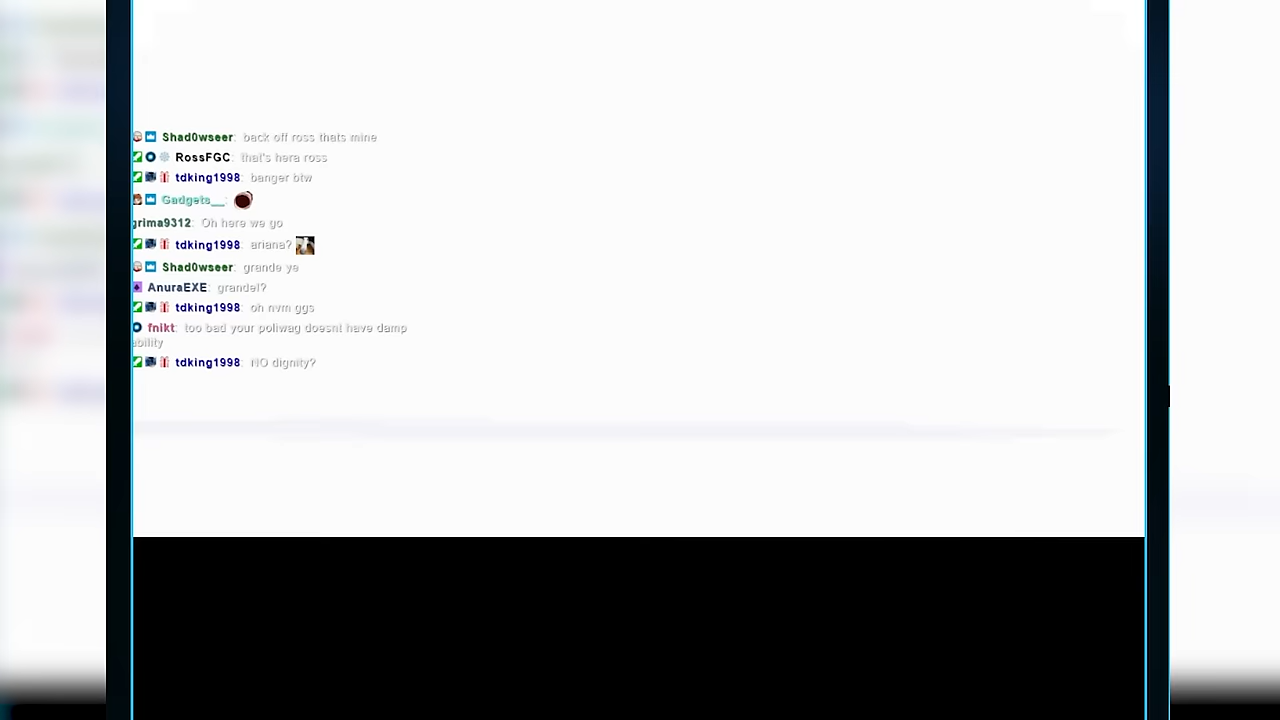 Shad0wseer: back off ross thats mine
RossFGC: that's hera ross
tdking1998: banger btw
Gadgets__:
grima9312: Oh here we go
tdking1998: ariana?
Shad0wseer: grande ye
AnuraEXE: grandel?
tdking1998: oh nvm ggs
fnikt: too bad your poliwag doesnt have damp
ability
tdking1998: NO dignity?